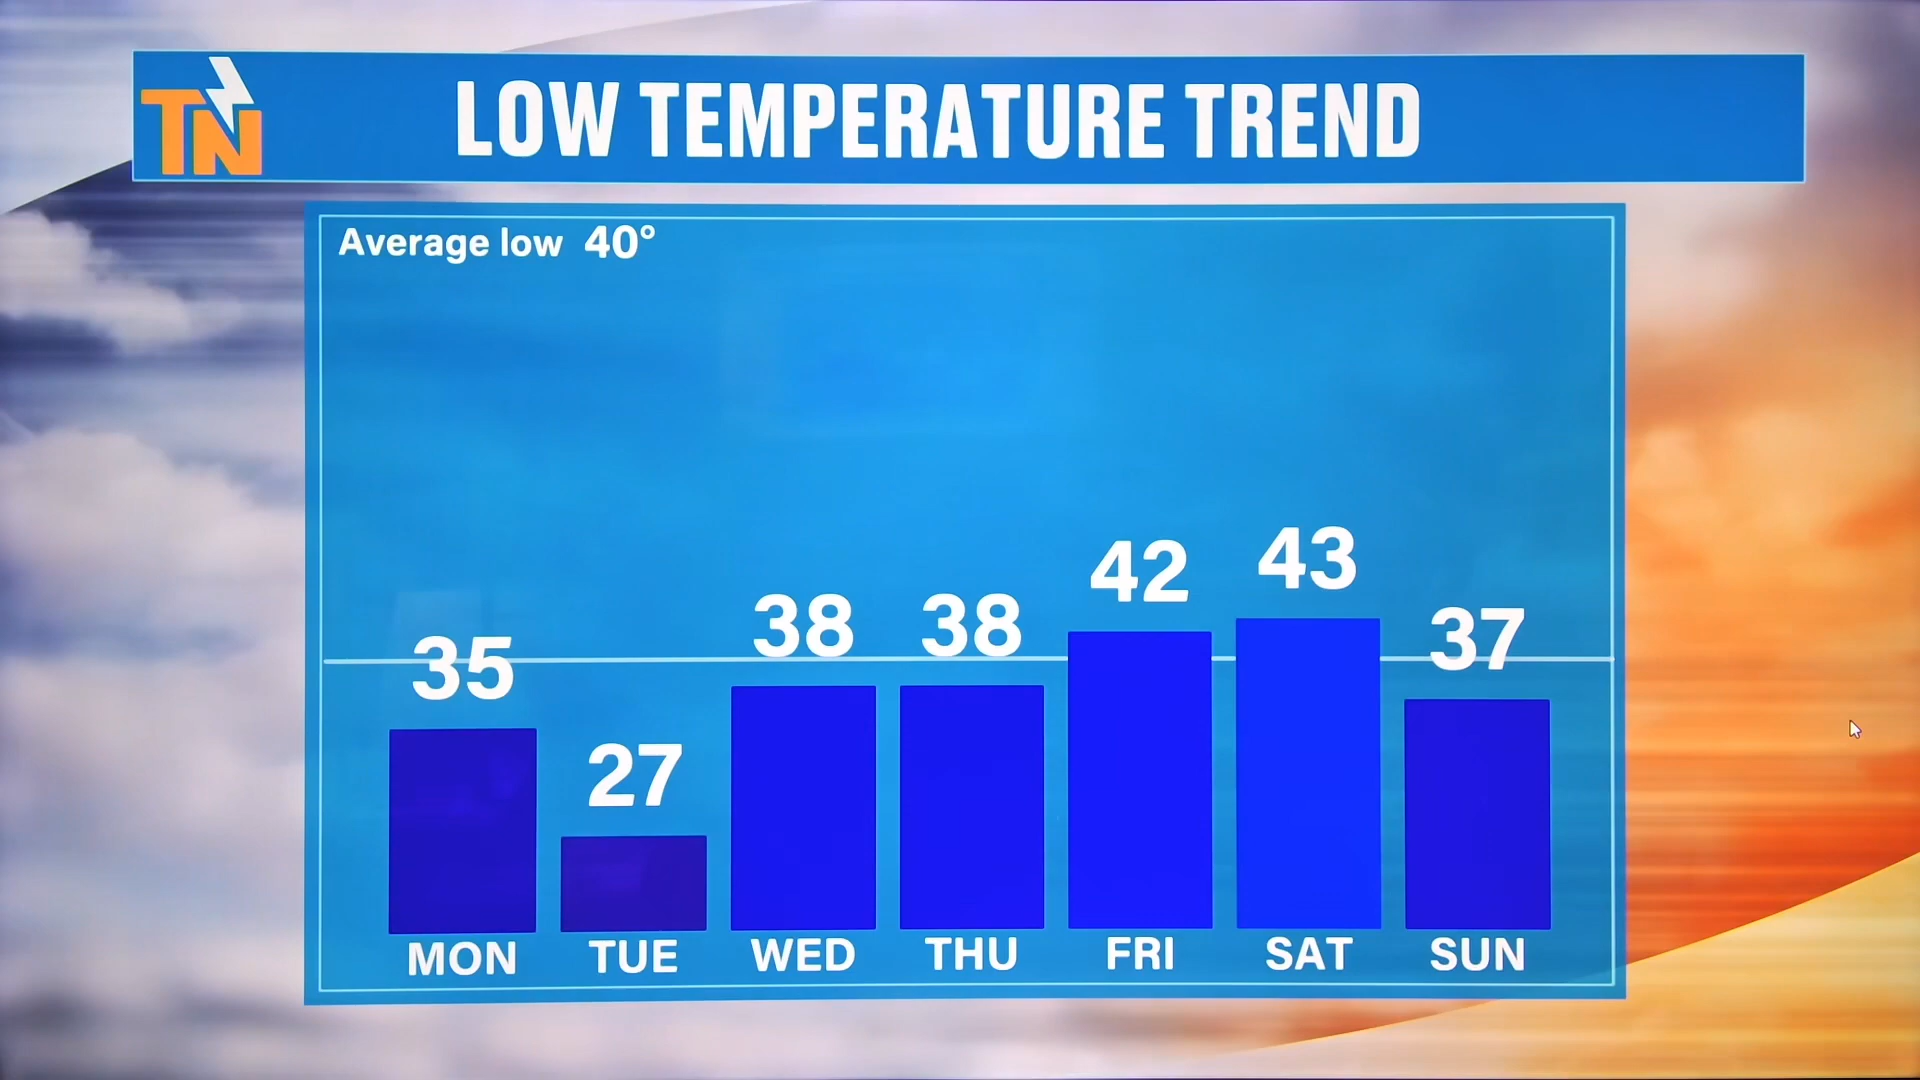 TN
LOW TEMPERATURE TREND
Average low 40°
35
27
38
38
42
43
37
MON
TUE
WED
THU
FRI
SAT
SUN